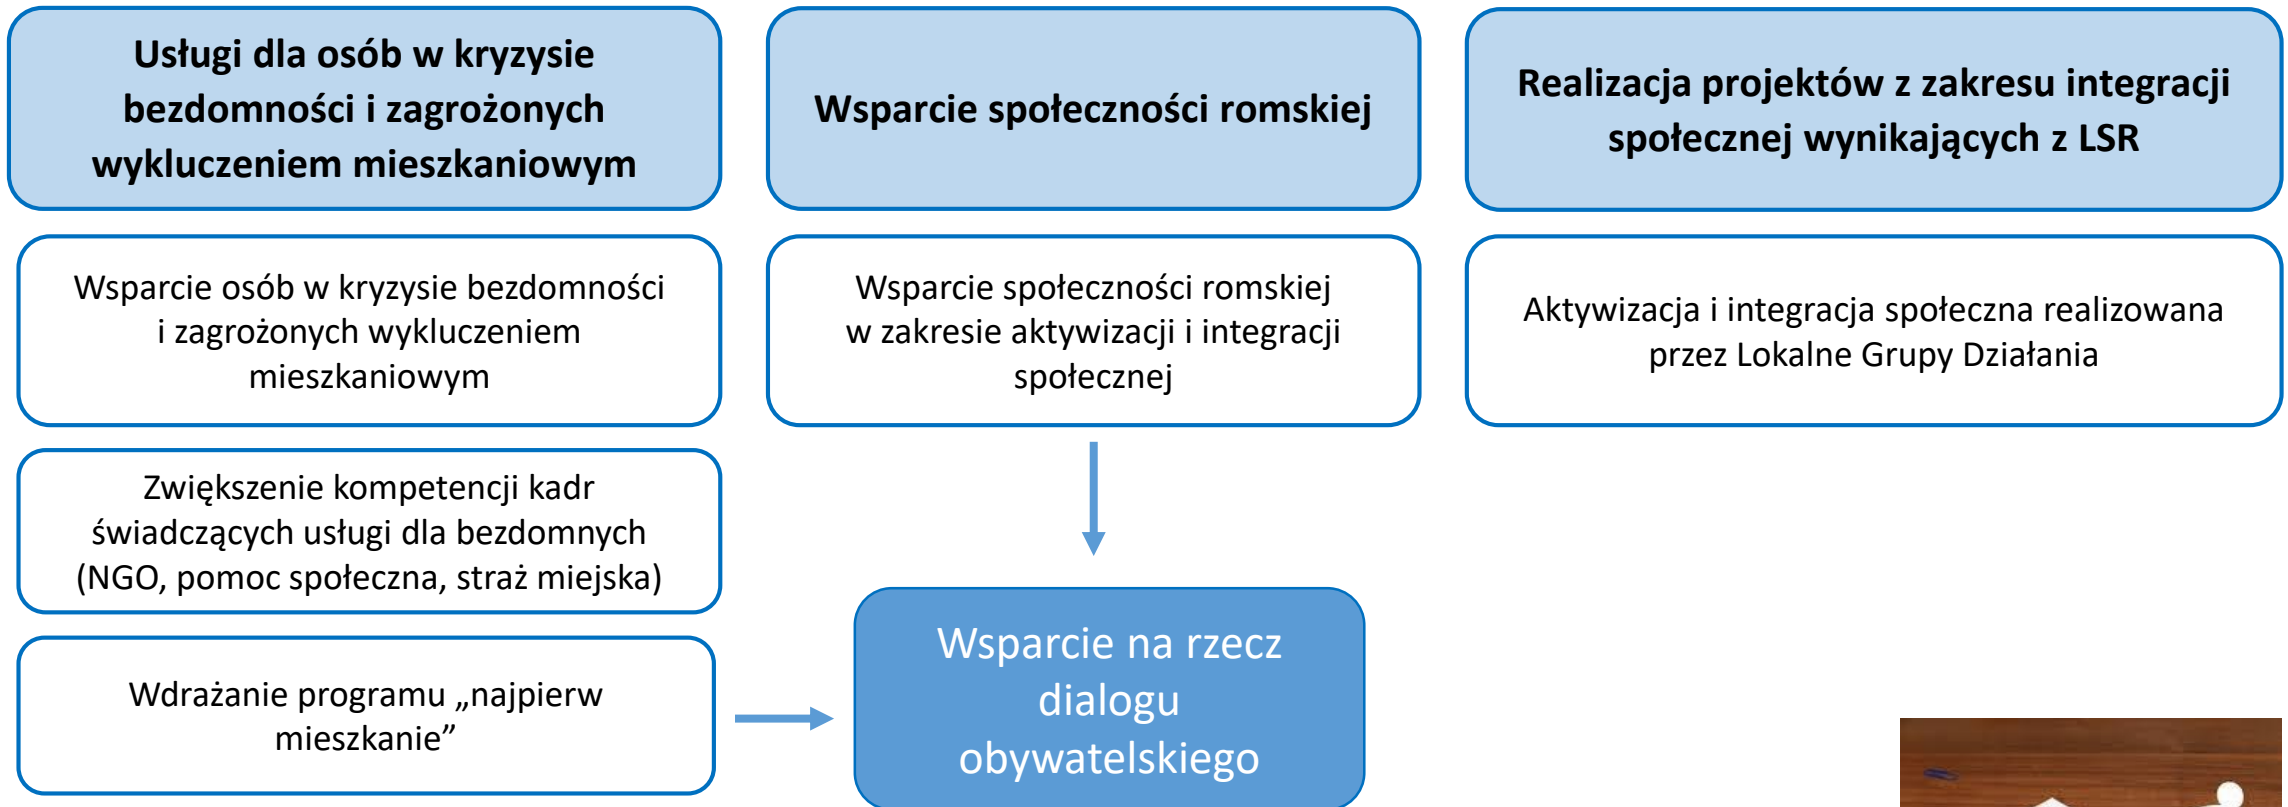 Usługi dla osób w kryzysie
bezdomności i zagrożonych
wykluczeniem mieszkaniowym
Wsparcie osób w kryzysie bezdomności
i zagrożonych wykluczeniem
mieszkaniowym
Zwiększenie kompetencji kadr
świadczących usługi dla bezdomnych
(NGO, pomoc społeczna, straż miejska)
Wdrażanie programu „najpierw
mieszkanie”
Wsparcie społeczności romskiej
Wsparcie społeczności romskiej
w zakresie aktywizacji i integracji
społecznej
Wsparcie na rzecz
dialogu
obywatelskiego
Realizacja projektów z zakresu integracji
społecznej wynikających z LSR
Aktywizacja i integracja społeczna realizowana
przez Lokalne Grupy Działania